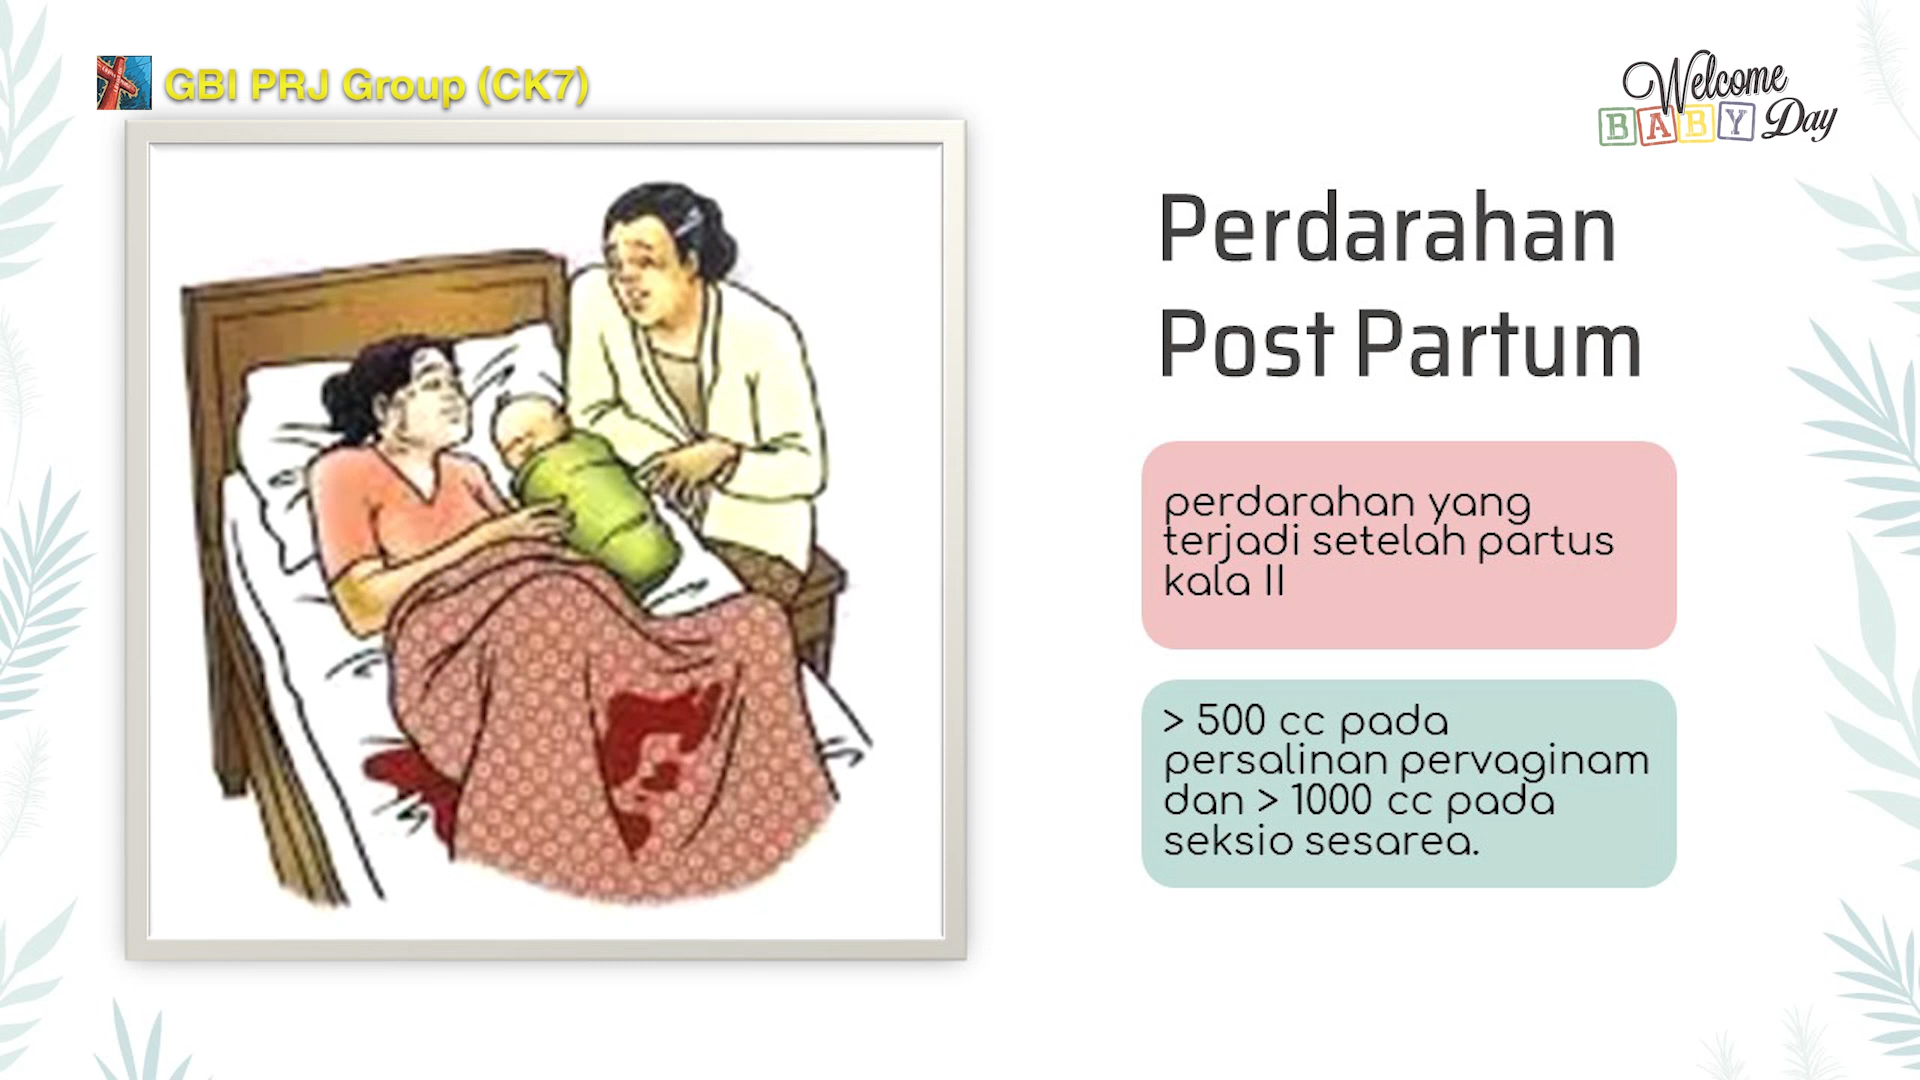 GBI PRJ Group (CK7)
Welcome
BABY Day
Perdarahan
Post Partum
perdarahan yang
terjadi setelah partus
kala II
> 500 cc pada
persalinan pervaginam
dan > 1000 cc pada
seksio sesarea.